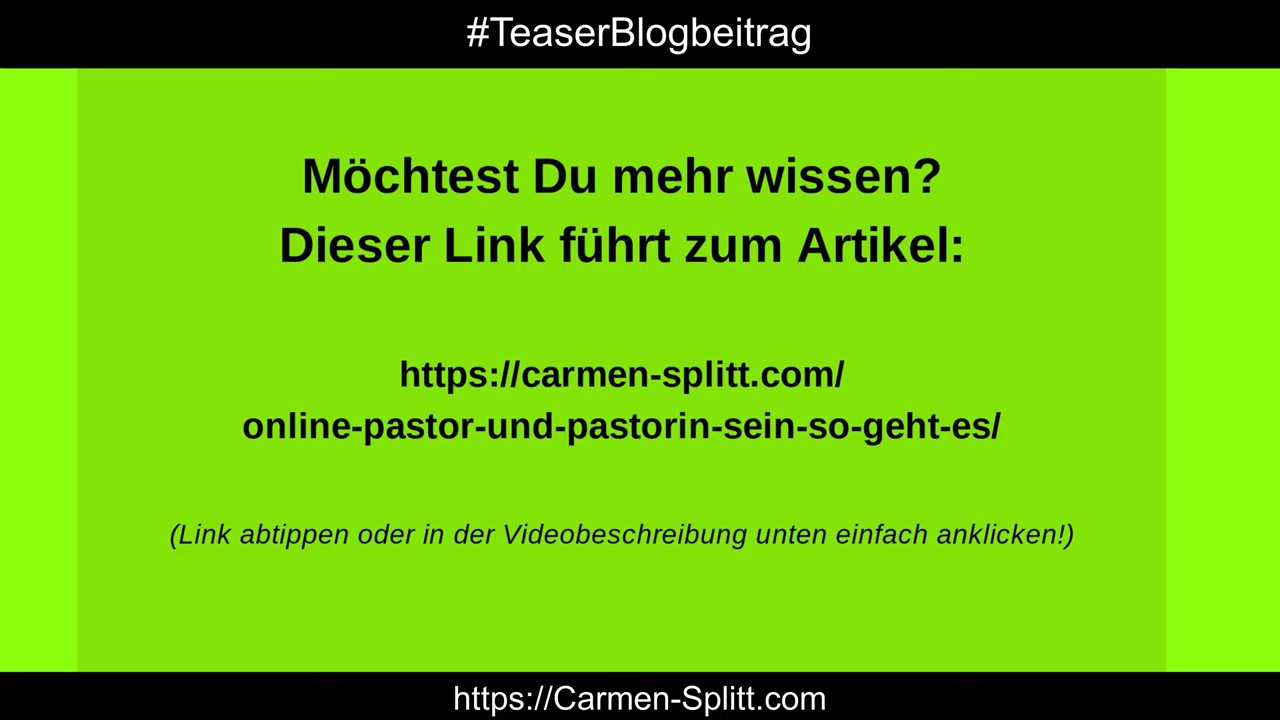 #TeaserBlogbeitrag
Möchtest Du mehr wissen?
Dieser Link führt zum Artikel:
https://carmen-splitt.com/
online-pastor-und-pastorin-sein-so-geht-es/
(Link abtippen oder in der Videobeschreibung unten einfach anklicken!)
https://Carmen-Splitt.com